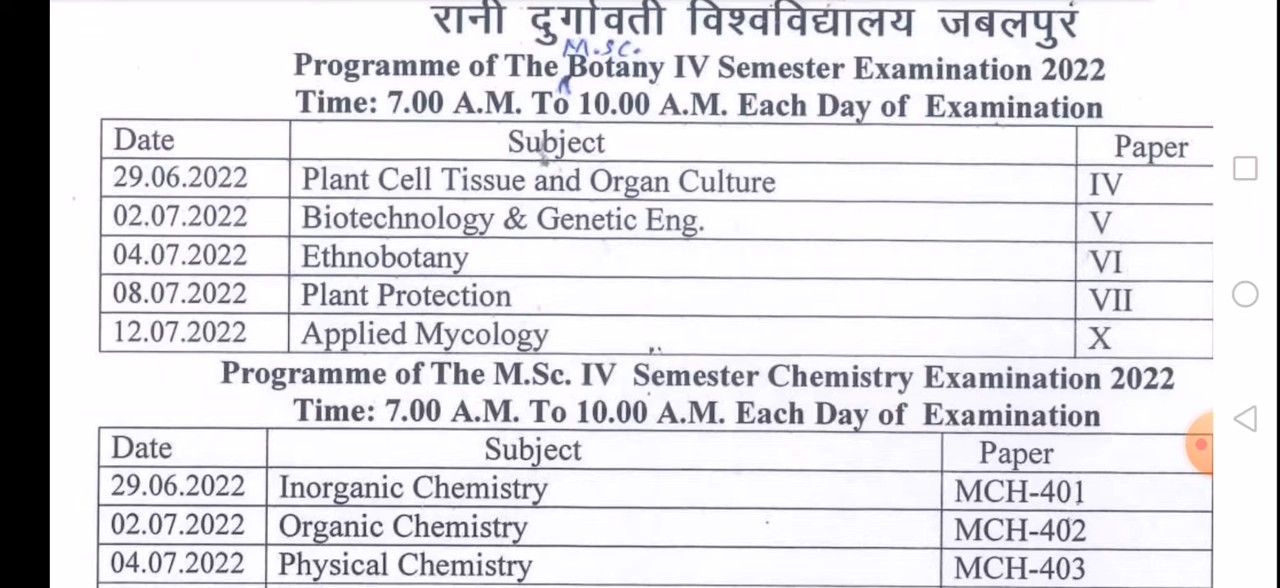 रानी दुर्गावती विश्वविद्यालय जबलपुरं
M.SC.
Programme of The Botany IV Semester Examination 2022
Time: 7.00 A.M. To 10.00 A.M. Each Day of Examination
Date Subject Paper
29.06.2022 Plant Cell Tissue and Organ Culture IV
02.07.2022 Biotechnology & Genetic Eng. V
04.07.2022 Ethnobotany VI
08.07.2022 Plant Protection VII
12.07.2022 Applied Mycology X
Programme of The M.Sc. IV Semester Chemistry Examination 2022
Time: 7.00 A.M. To 10.00 A.M. Each Day of Examination
Date Subject Paper
29.06.2022 Inorganic Chemistry MCH-401
02.07.2022 Organic Chemistry MCH-402
04.07.2022 Physical Chemistry MCH-403